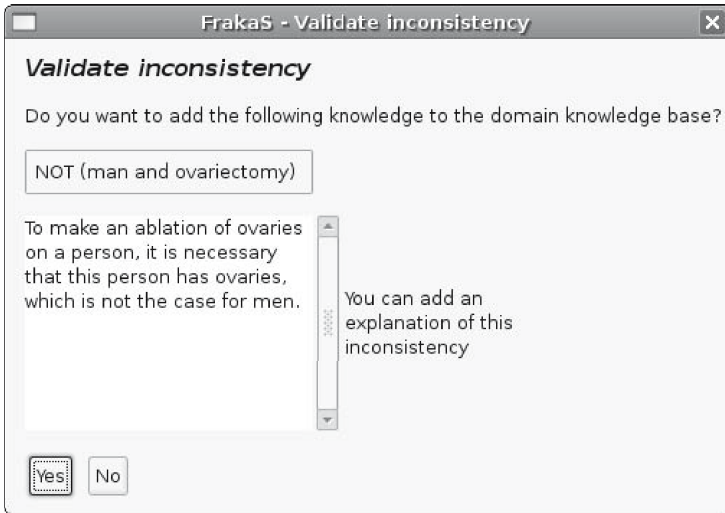 FrakaS - Validate inconsistency
Validate inconsistency
Do you want to add the following knowledge to the domain knowledge base?
NOT (man and ovariectomy)
To make an ablation of ovaries
on a person, it is necessary
that this person has ovaries,
which is not the case for men.
You can add an
explanation of this
inconsistency
Yes
No